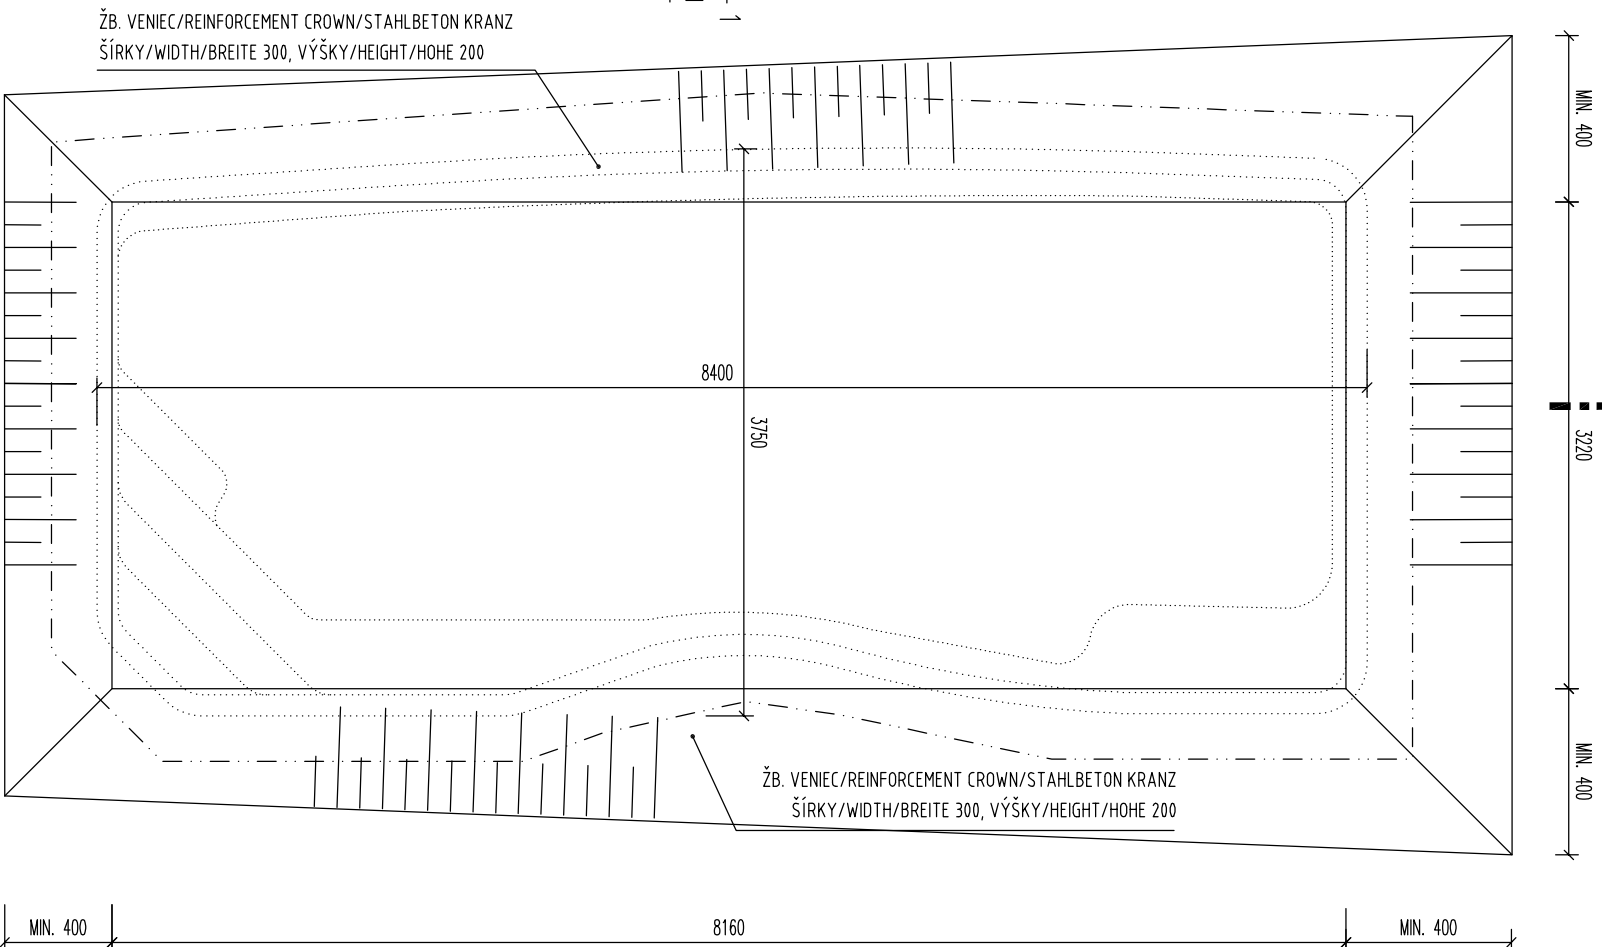 ŽB. VENIEC/REINFORCEMENT CROWN/STAHLBETON KRANZ
ŠÍRKY/WIDTH/BREITE 300, VÝŠKY/HEIGHT/HOHE 200
MIN. 400
8400
3750
3220
MIN. 400
ŽB. VENIEC/REINFORCEMENT CROWN/STAHLBETON KRANZ
ŠÍRKY/WIDTH/BREITE 300, VÝŠKY/HEIGHT/HOHE 200
MIN. 400
8160
MIN. 400